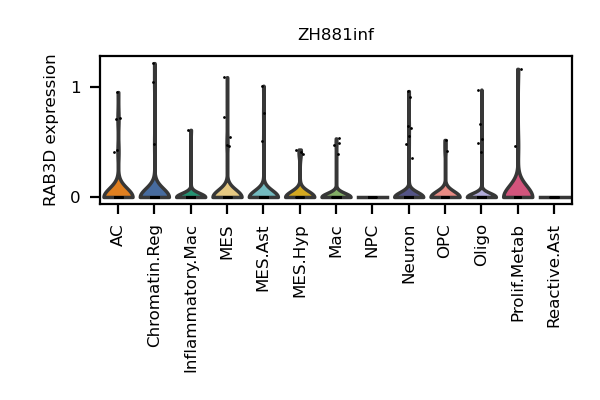 ZH881inf
RAB3D expression
1
0
AC
Chromatin.Reg
Inflammatory.Mac
MES
MES.Ast
MES.Hyp
Mac
NPC
Neuron
OPC
Oligo
Prolif.Metab
Reactive.Ast